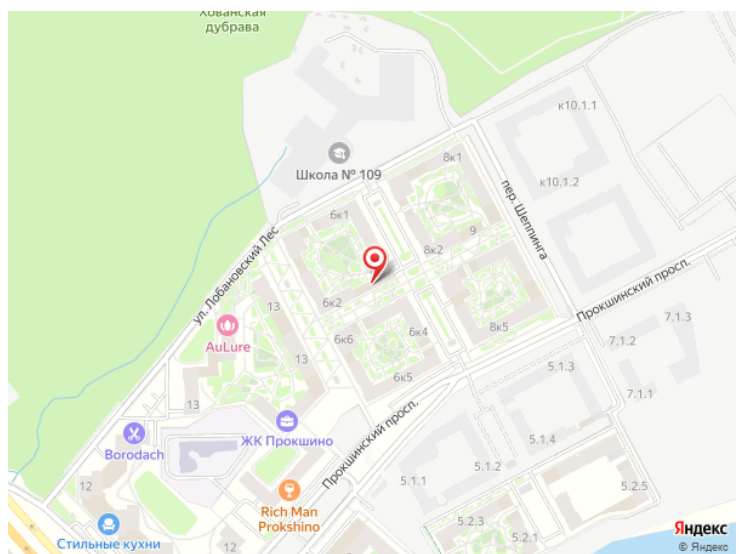 Хованская
дубрава
к10.1.1
Школа № 109
8к1
к10.1.2
пер. Шеппинга
6к1
9
ул. Лобановский Лес
8к2
Прокшинский просп.
6к2
13
6к6
6к4
8к5
7.1.3
7.1.2
AuLure
13
5.1.3
6к5
7.1.1
13
Прокшинский просп.
ЖК Прокшино
5.1.4
Borodach
5.1.2
12
5.1.1
5.2.5
Rich Man
Prokshino
5.2.3
Стильные кухни
12
5.2.1
Яндекс
© Яндекс